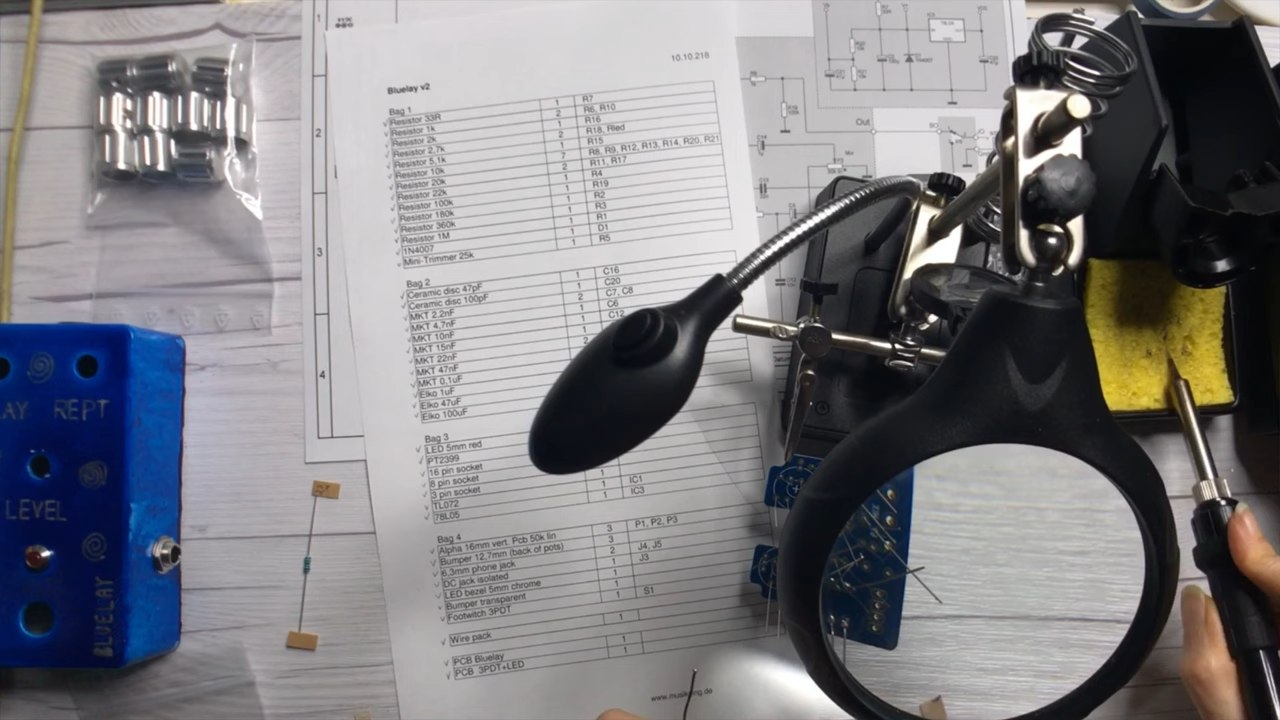 10.10.218
Bluelay v2
Bag 1
Resistor 33R 1 R7
Resistor 1k 2 R6, R10
Resistor 2k 1 R16
Resistor 2,7k 2 R18, Rled
Resistor 5,1k 1 R15
Resistor 10k 7 R8, R9, R12, R13, R14, R20, R21
Resistor 20k 2 R11, R17
Resistor 22k 1 R4
Resistor 100k 1 R19
Resistor 180k 1 R2
Resistor 360k 1 R3
Resistor 1M 1 R1
1N4007 1 D1
Mini-Trimmer 25k 1 R5
Bag 2
Ceramic disc 47pF 1 C16
Ceramic disc 100pF 1 C20
MKT 2,2nF 2 C7, C8
MKT 4,7nF 1 C6
MKT 10nF 1 C12
MKT 15nF
MKT 22nF
MKT 47nF
MKT 0,1uF
Elko 1uF
Elko 47uF
Elko 100uF
Bag 3
LED 5mm red
PT2399
16 pin socket
8 pin socket 1
3 pin socket 1
TL072 1 IC1
78L05 1 IC3
Bag 4
Alpha 16mm vert. Pcb 50k lin 3 P1, P2, P3
Bumper 12,7mm (back of pots) 3
6,3mm phone jack 2 J4, J5
DC jack isolated 1 J3
LED bezel 5mm chrome 1
Bumper transparent 1
Footwitch 3PDT 1 S1
Wire pack 1
PCB Bluelay 1
PCB 3PDT+LED 1
1
2
3
4
Out
AY REPT
LEVEL
BLUELAY